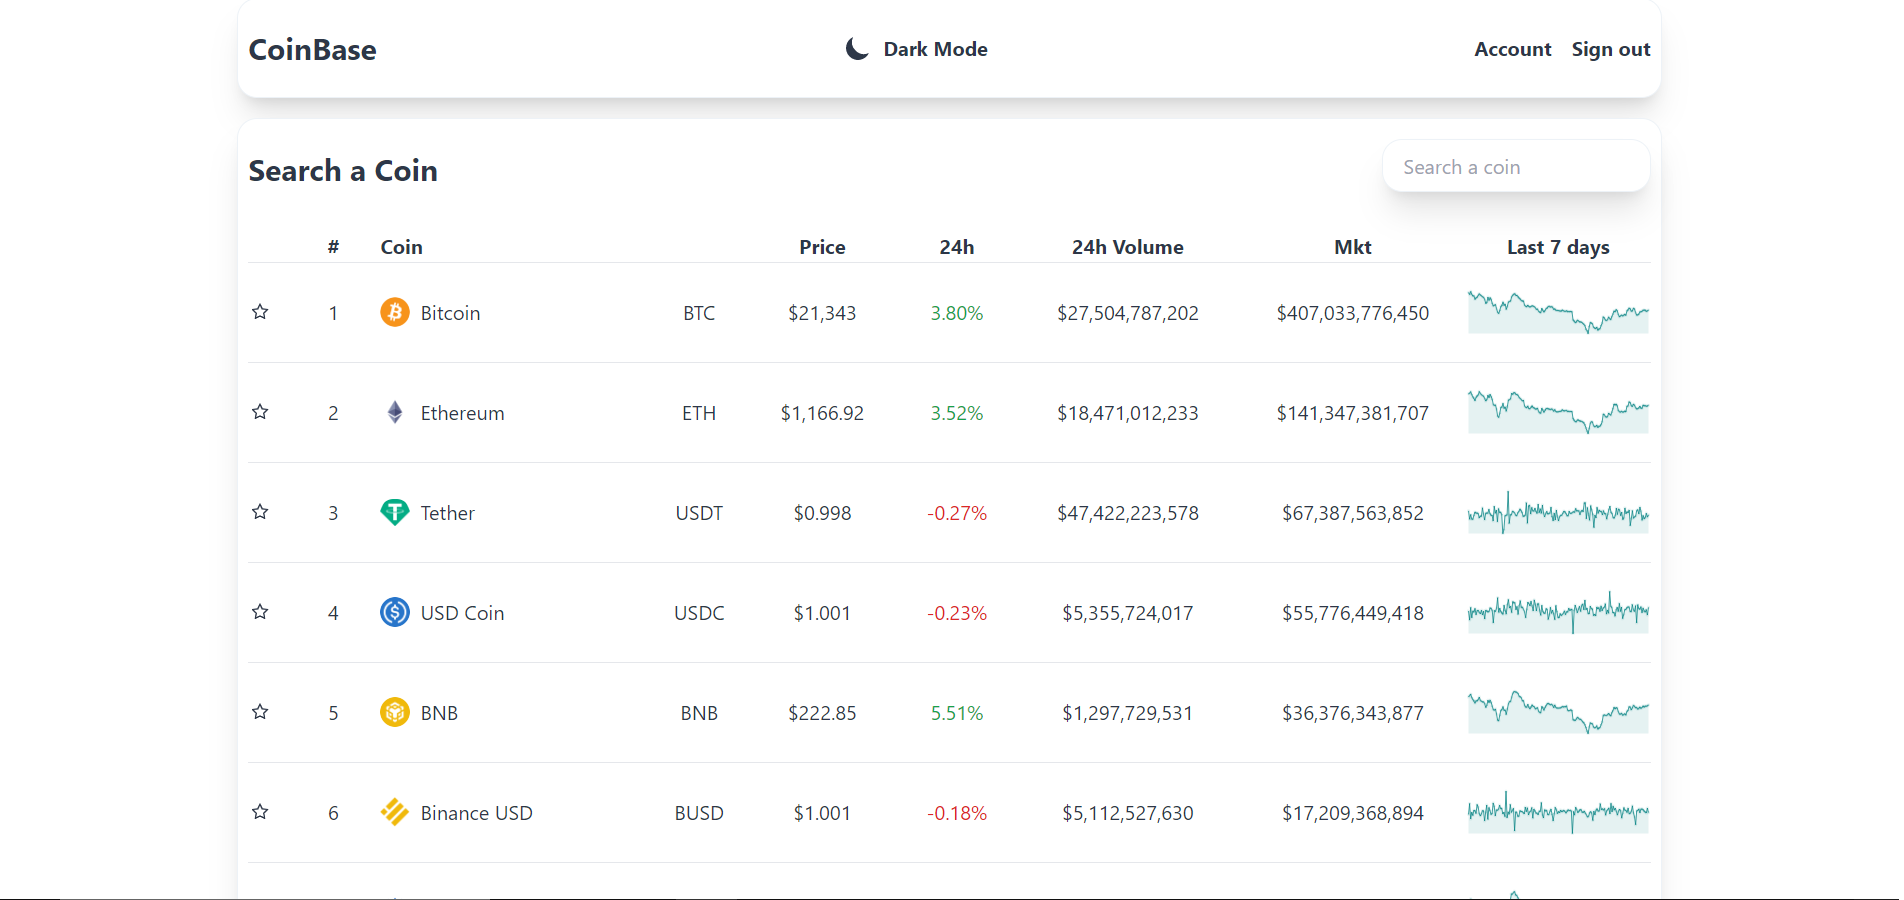 CoinBase Dark Mode Account Sign out
Search a Coin Search a coin
# Coin Price 24h 24h Volume Mkt Last 7 days
1 Bitcoin BTC $21,343 3.80% $27,504,787,202 $407,033,776,450
2 Ethereum ETH $1,166.92 3.52% $18,471,012,233 $141,347,381,707
3 Tether USDT $0.998 -0.27% $47,422,223,578 $67,387,563,852
4 USD Coin USDC $1.001 -0.23% $5,355,724,017 $55,776,449,418
5 BNB BNB $222.85 5.51% $1,297,729,531 $36,376,343,877
6 Binance USD BUSD $1.001 -0.18% $5,112,527,630 $17,209,368,894